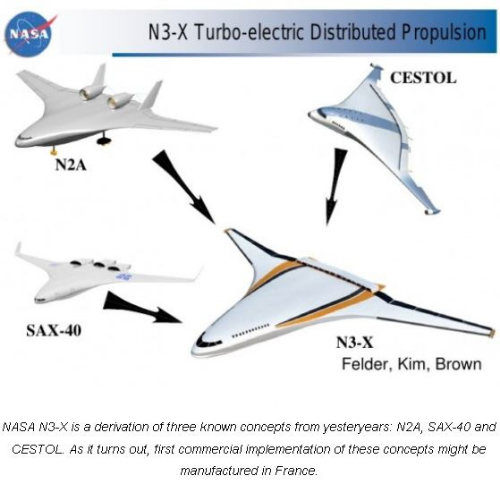 NASA
N3-X Turbo-electric Distributed Propulsion
CESTOL
N2A
SAX-40
N3-X
Felder, Kim, Brown
NASA N3-X is a derivation of three known concepts from yesteryears: N2A, SAX-40 and
CESTOL. As it turns out, first commercial implementation of these concepts might be
manufactured in France.